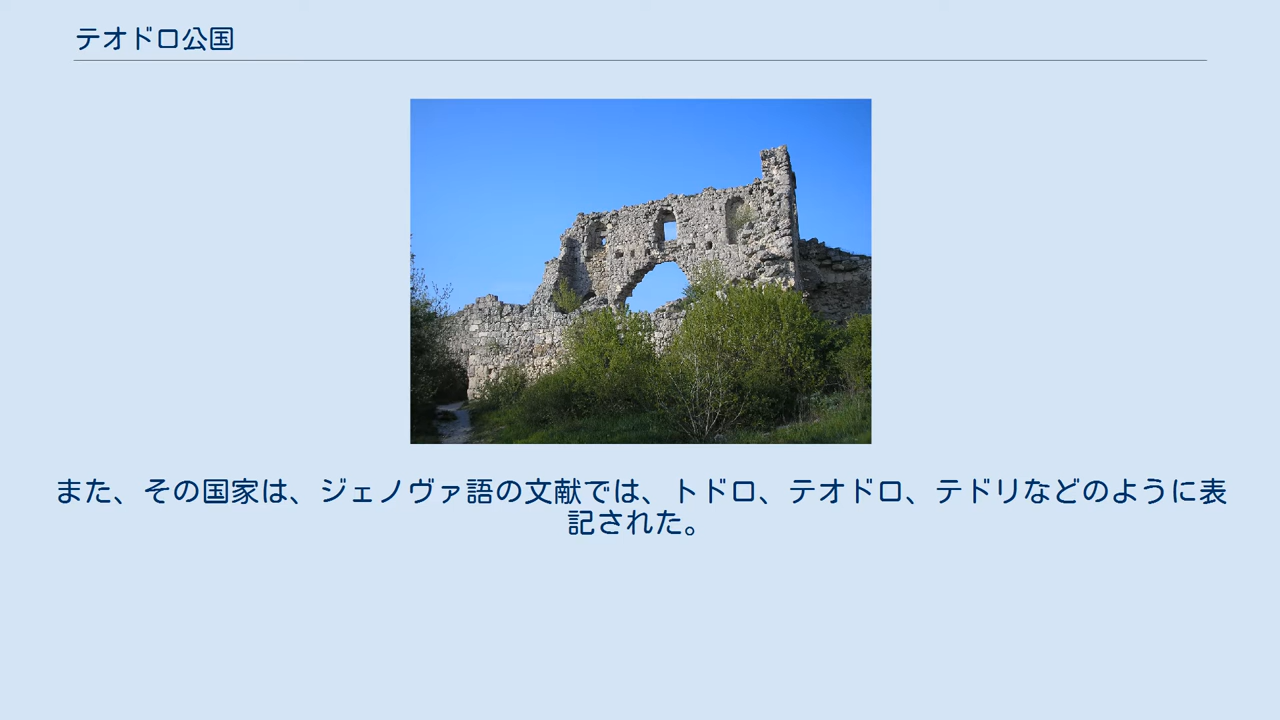 テオドロ公国
また、その国家は、ジェノヴァ語の文献では、トドロ、テオドロ、テドリなどのように表
記された。